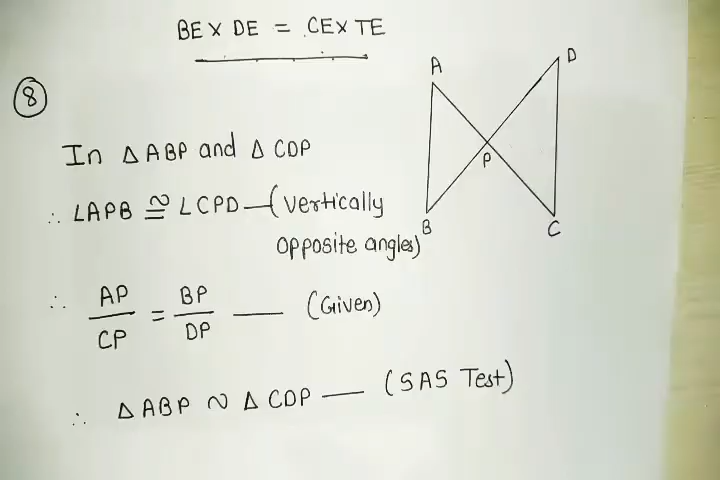 BE × DE = CE × TE
⑧
In △ ABP and △ CDP
∴ ∠APB ≅ ∠CPD — (vertically
opposite angles)
∴ AP/CP = BP/DP — (Given)
∴ △ ABP ~ △ CDP — (SAS Test)
A
D
P
B
C